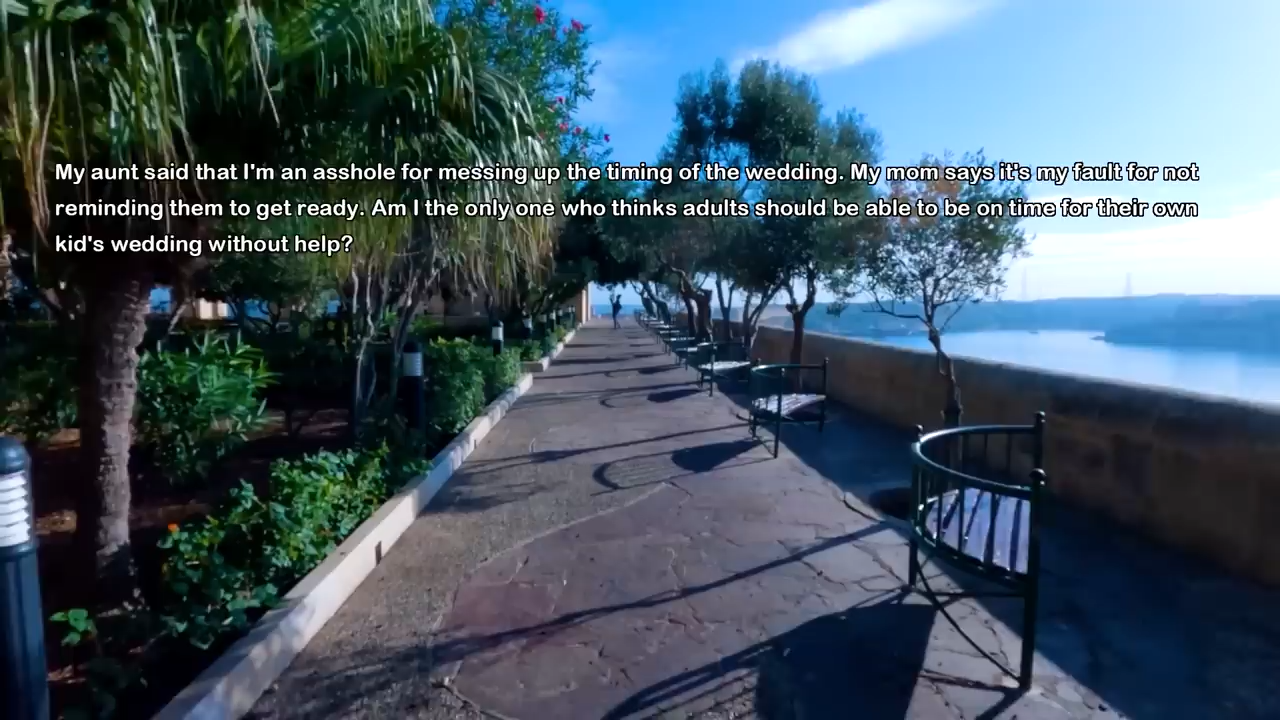 My aunt said that I'm an asshole for messing up the timing of the wedding. My mom says it's my fault for not
reminding them to get ready. Am I the only one who thinks adults should be able to be on time for their own
kid's wedding without help?